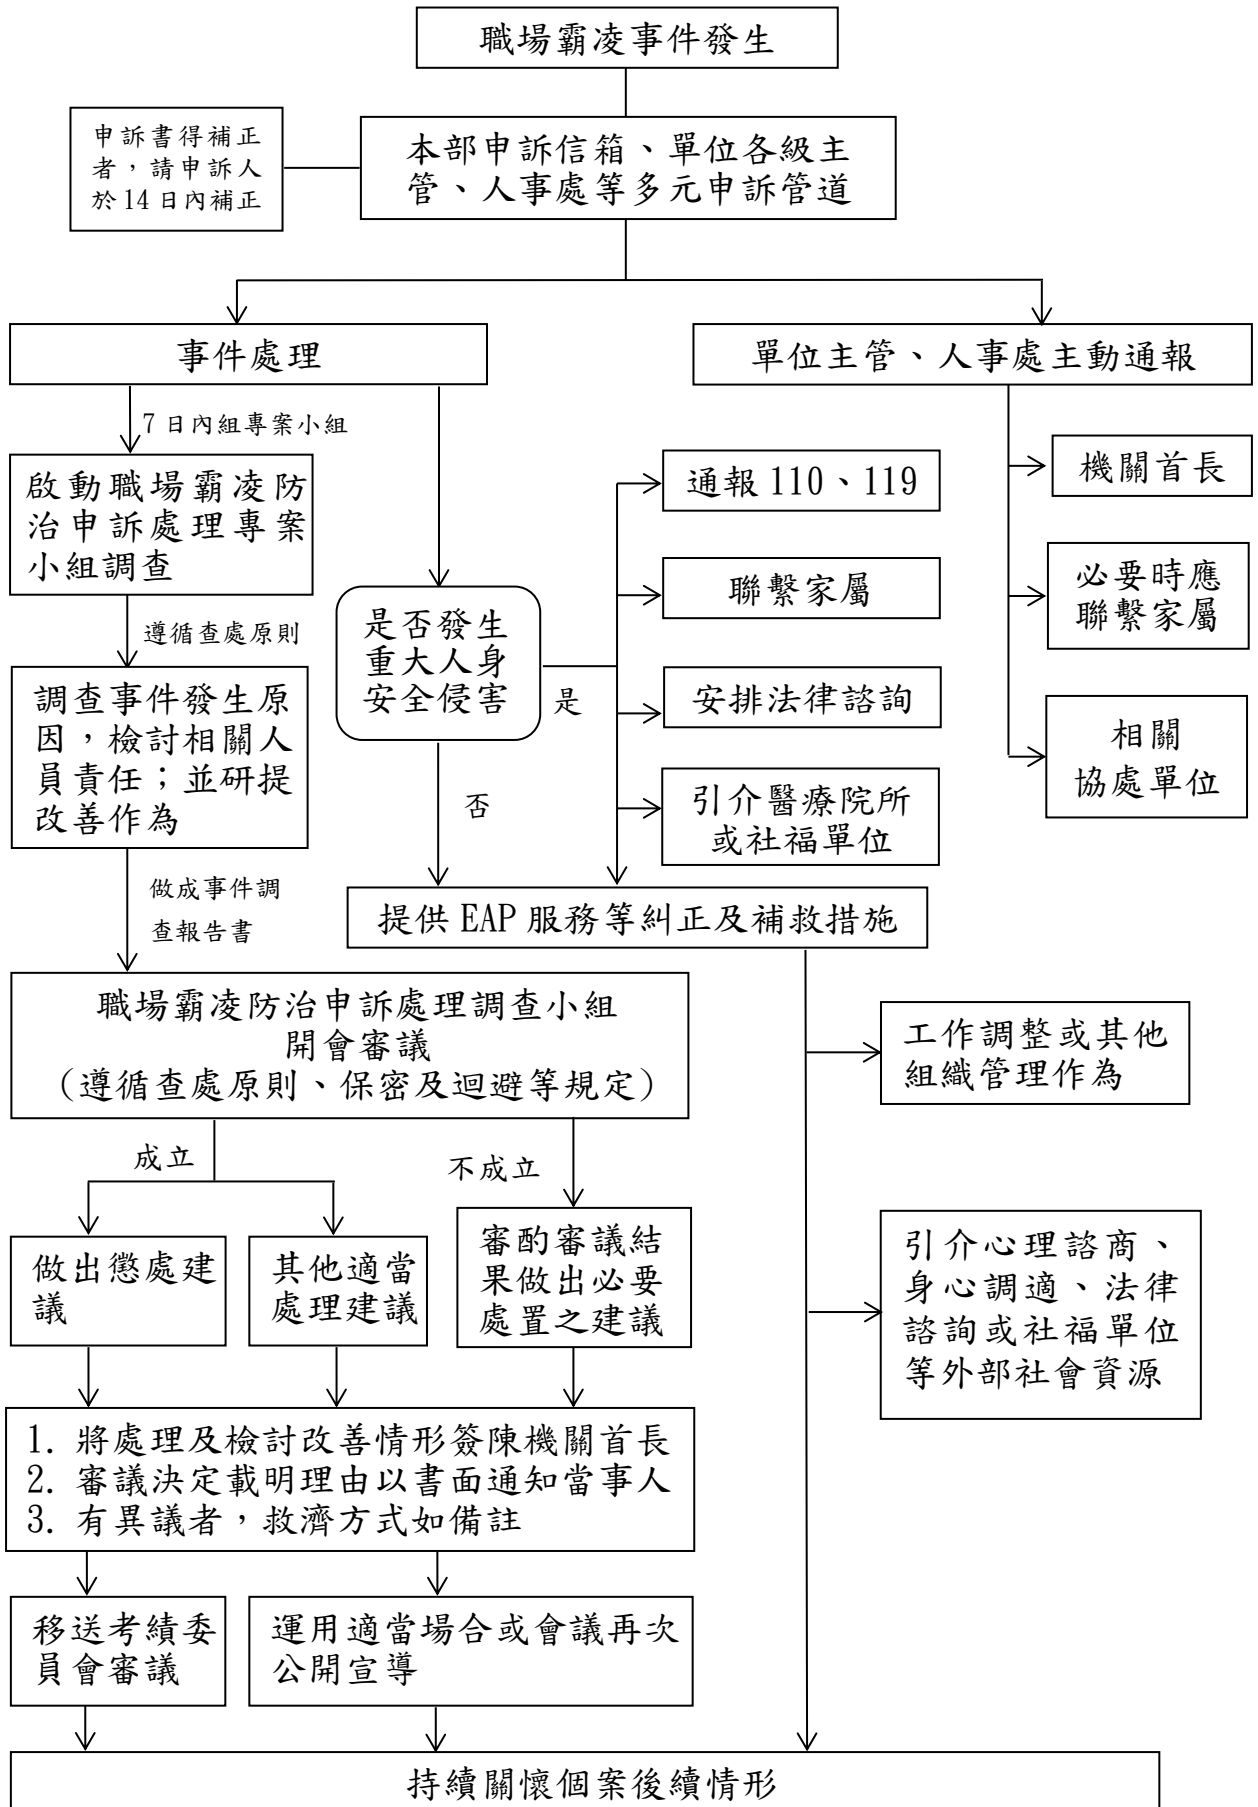 職場霸凌事件發生
申訴書得補正
者，請申訴人
於14日內補正
本部申訴信箱、單位各級主
管、人事處等多元申訴管道
事件處理
單位主管、人事處主動通報
7日內組專案小組
啟動職場霸凌防
治申訴處理專案
小組調查
遵循查處原則
調查事件發生原
因，檢討相關人
員責任；並研提
改善作為
做成事件調
查報告書
是否發生
重大人身
安全侵害
是
否
通報110、119
聯繫家屬
安排法律諮詢
引介醫療院所
或社福單位
機關首長
必要時應
聯繫家屬
相關
協處單位
提供EAP服務等糾正及補救措施
職場霸凌防治申訴處理調查小組
開會審議
(遵循查處原則、保密及迴避等規定)
成立
不成立
做出懲處建
議
其他適當
處理建議
審酌審議結
果做出必要
處置之建議
工作調整或其他
組織管理作為
引介心理諮商、
身心調適、法律
諮詢或社福單位
等外部社會資源
1. 將處理及檢討改善情形簽陳機關首長
2. 審議決定載明理由以書面通知當事人
3. 有異議者，救濟方式如備註
移送考績委
員會審議
運用適當場合或會議再次
公開宣導
持續關懷個案後續情形